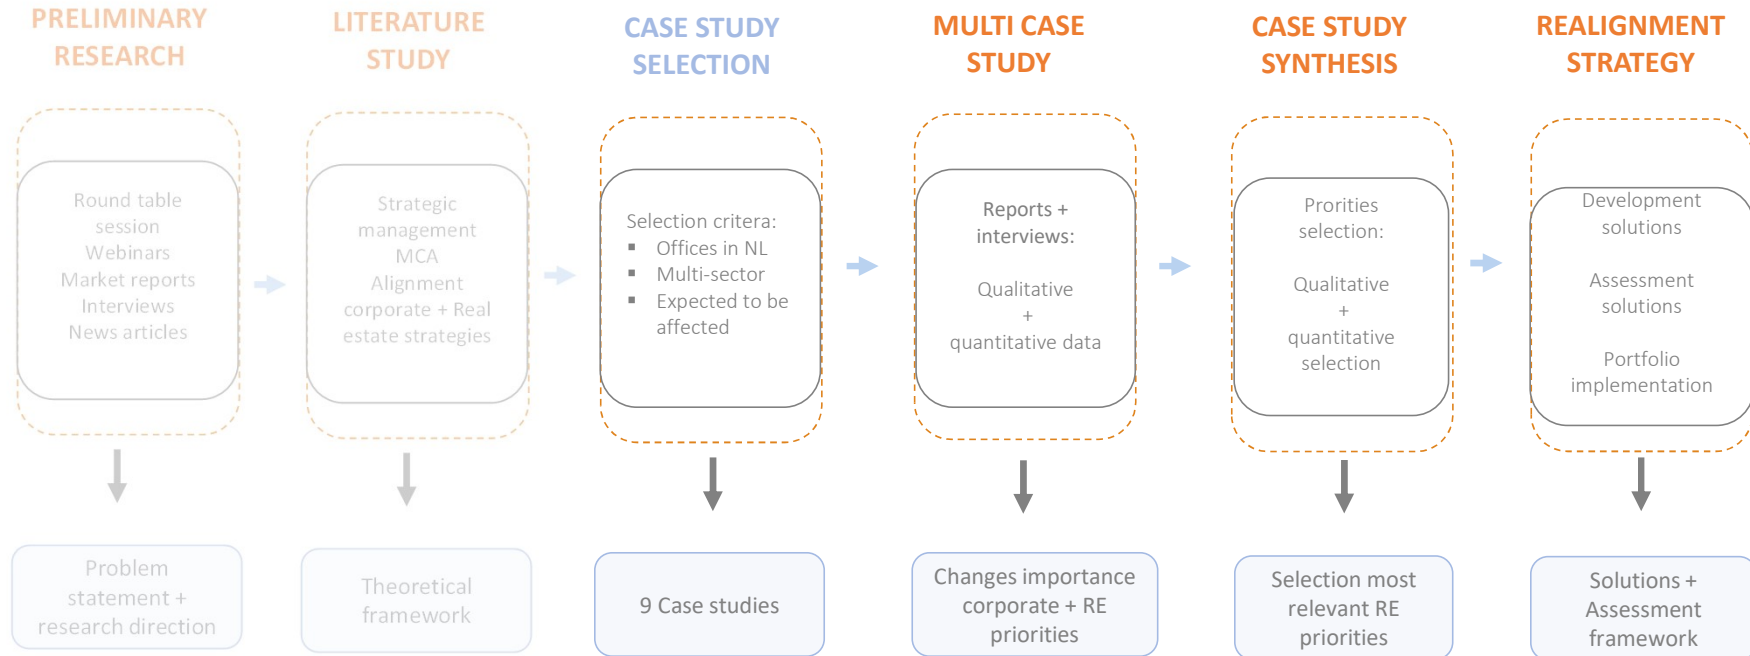 PRELIMINARY
RESEARCH
LITERATURE
STUDY
CASE STUDY
SELECTION
MULTI CASE
STUDY
CASE STUDY
SYNTHESIS
REALIGNMENT
STRATEGY
Round table
session
Webinars
Market reports
Interviews
News articles
Strategic
management
MCA
Alignment
corporate + Real
estate strategies
Selection critera:
▪ Offices in NL
▪ Multi-sector
▪ Expected to be
affected
Reports +
interviews:
Qualitative
+
quantitative data
Prorities
selection:
Qualitative
+
quantitative
selection
Development
solutions
Assessment
solutions
Portfolio
implementation
Problem
statement +
research direction
Theoretical
framework
9 Case studies
Changes importance
corporate + RE
priorities
Selection most
relevant RE
priorities
Solutions +
Assessment
framework